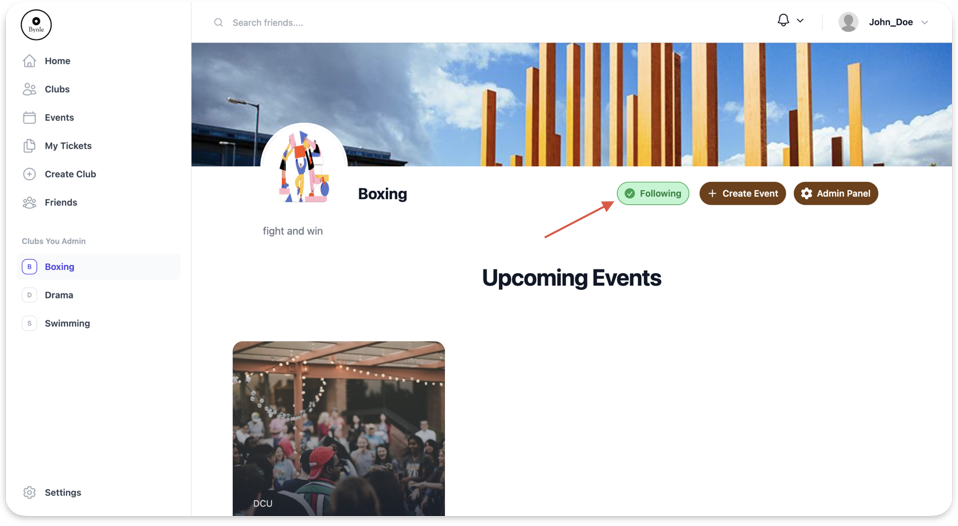 Byole
Search friends....
John_Doe
Home
Clubs
Events
My Tickets
Create Club
Friends
Clubs You Admin
B Boxing
D Drama
S Swimming
Settings
Boxing
Following
Create Event
Admin Panel
fight and win
Upcoming Events
DCU